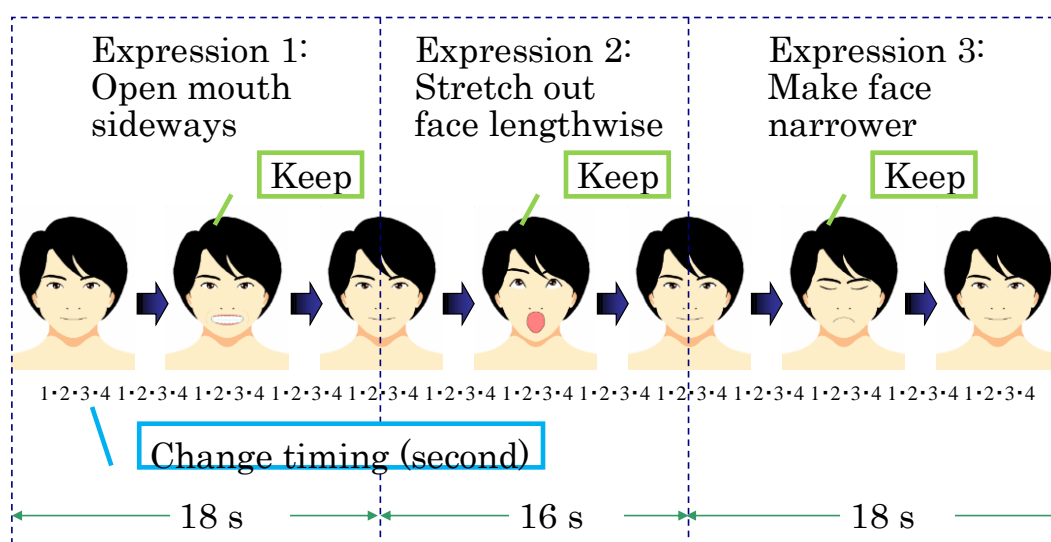 Expression 1:
Open mouth
sideways
Expression 2:
Stretch out
face lengthwise
Expression 3:
Make face
narrower
Keep
Keep
Keep
1･2･3･4 1･2･3･4 1･2･3･4 1･2･3･4 1･2･3･4 1･2･3･4 1･2･3･4 1･2･3･4 1･2･3･4 1･2･3･4 1･2･3･4 1･2･3･4 1･2･3･4
Change timing (second)
18 s
16 s
18 s